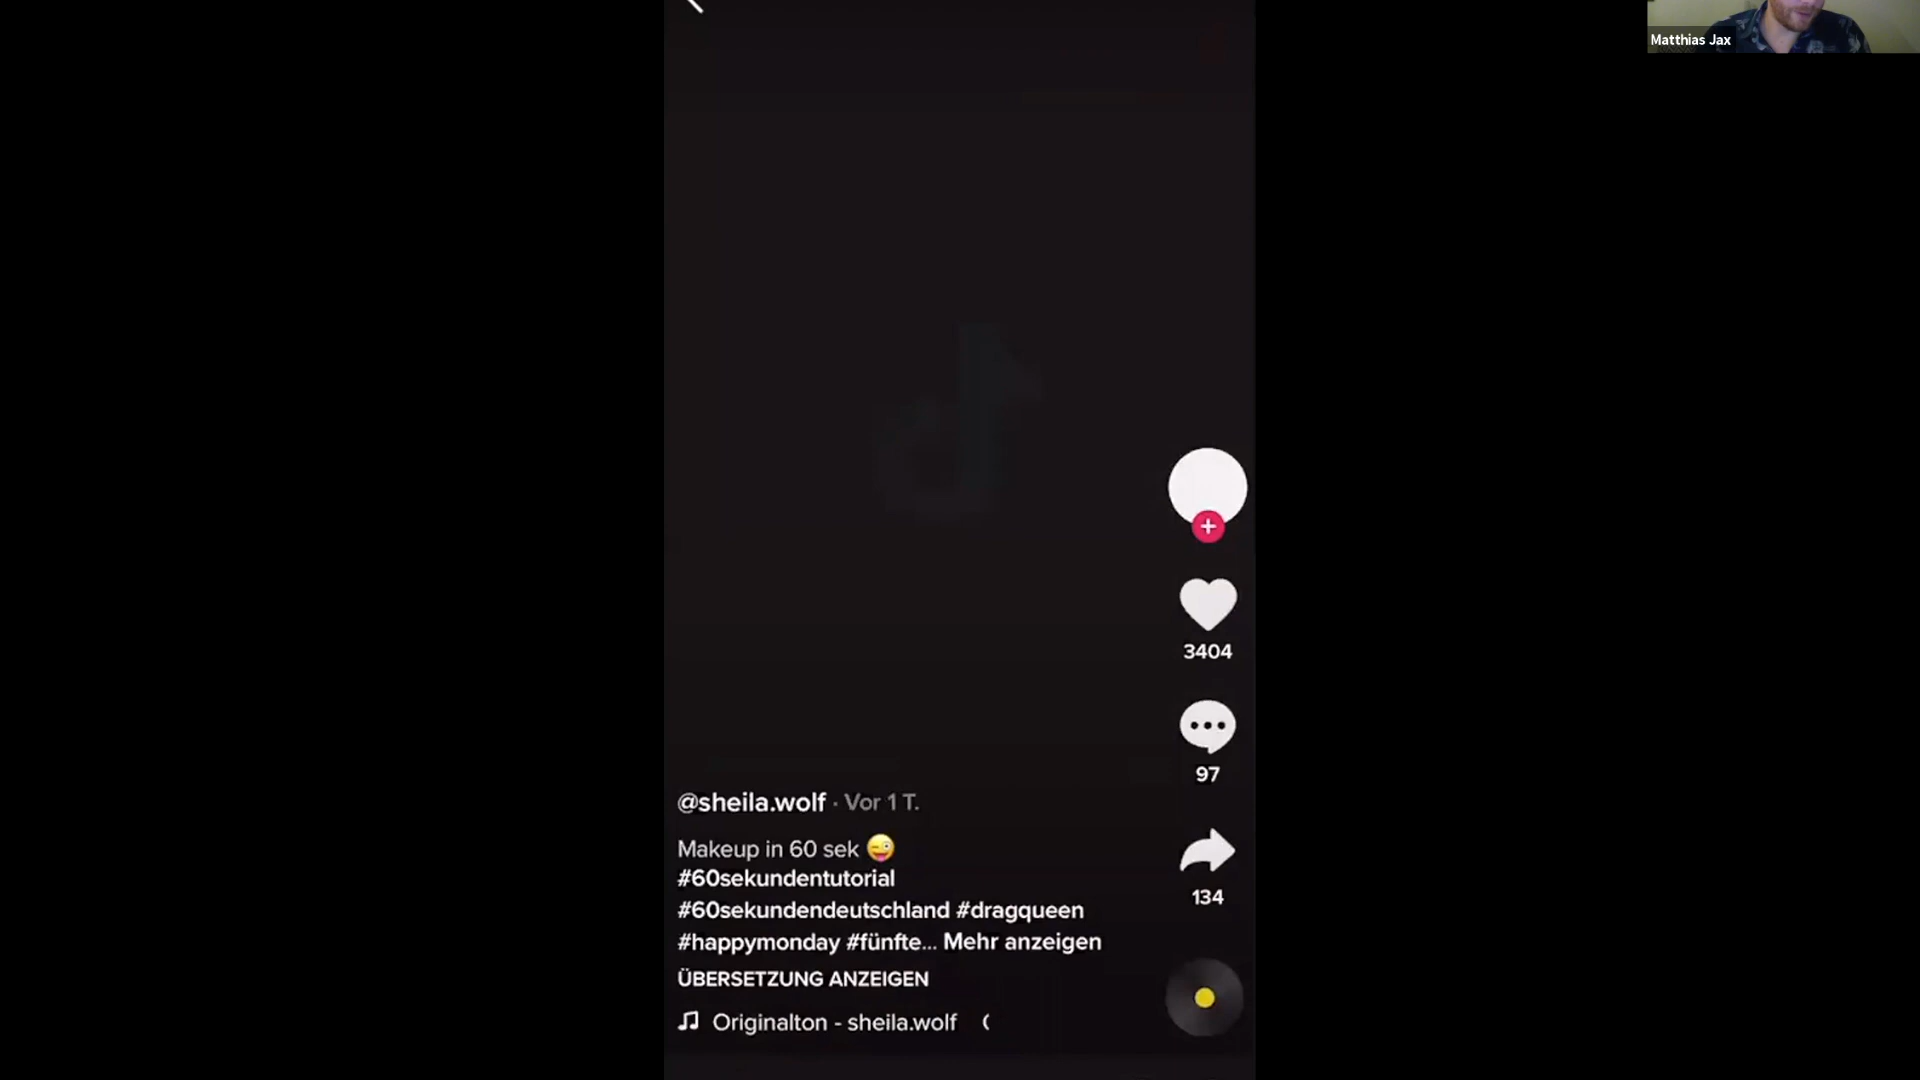 Matthias Jax
3404
97
@sheila.wolf · Vor 1 T.
Makeup in 60 sek 😜
#60sekundentutorial
134
#60sekundendeutschland #dragqueen
#happymonday #fünfte... Mehr anzeigen
ÜBERSETZUNG ANZEIGEN
Originalton - sheila.wolf